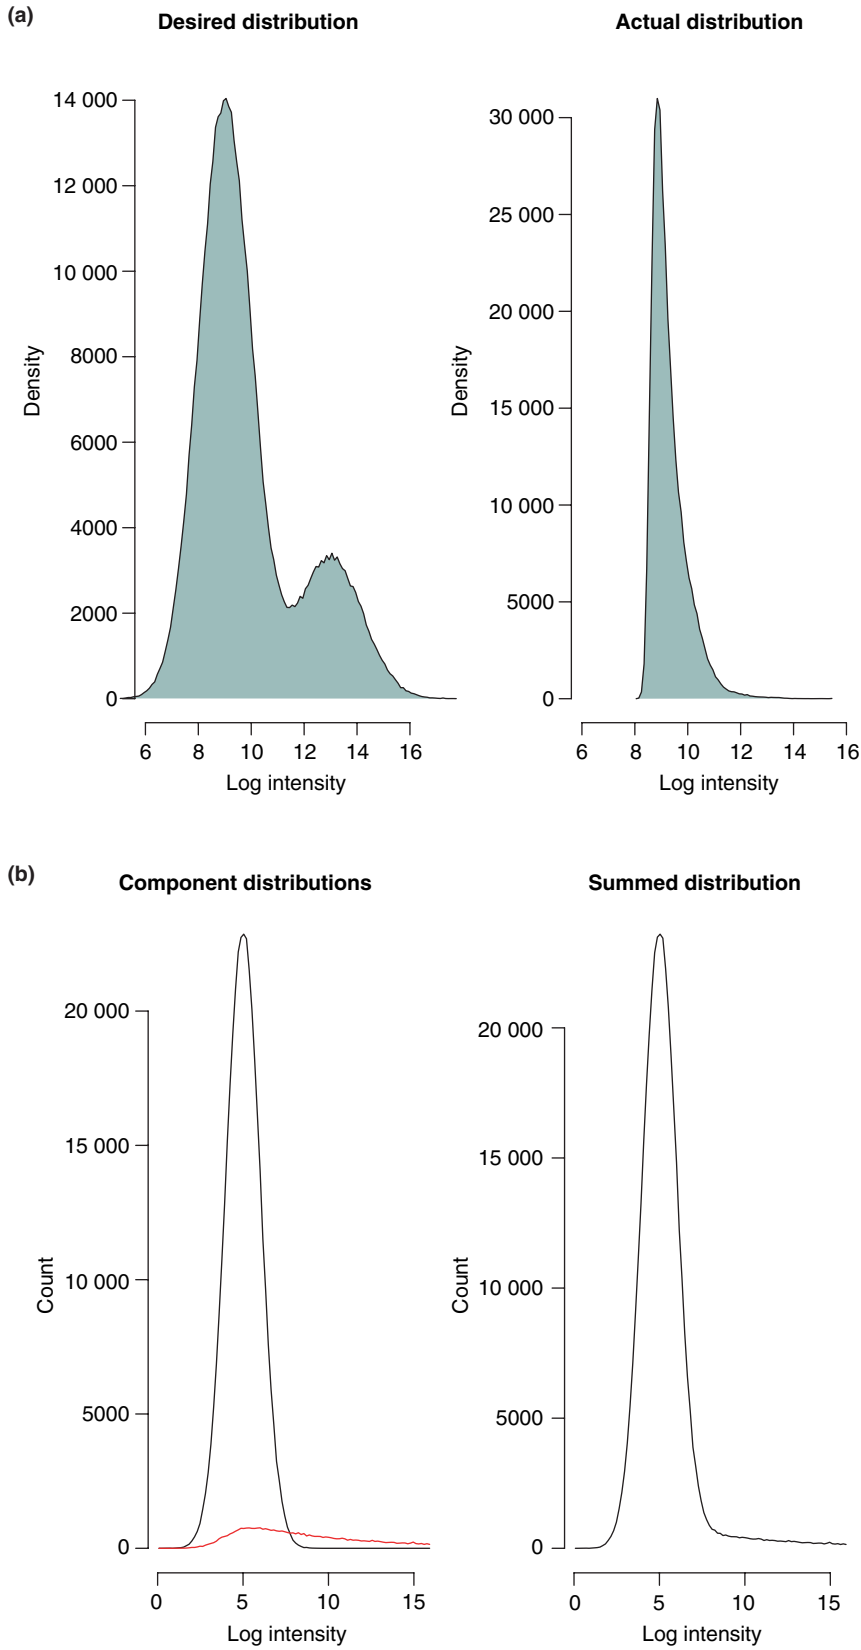 (a)
Desired distribution
Actual distribution
14 000
12 000
10 000
8000
6000
4000
2000
0
Density
6 8 10 12 14 16
Log intensity
30 000
25 000
20 000
15 000
10 000
5000
0
Density
6 8 10 12 14 16
Log intensity
(b)
Component distributions
Summed distribution
20 000
15 000
10 000
5000
0
Count
0 5 10 15
Log intensity
20 000
15 000
10 000
5000
0
Count
0 5 10 15
Log intensity